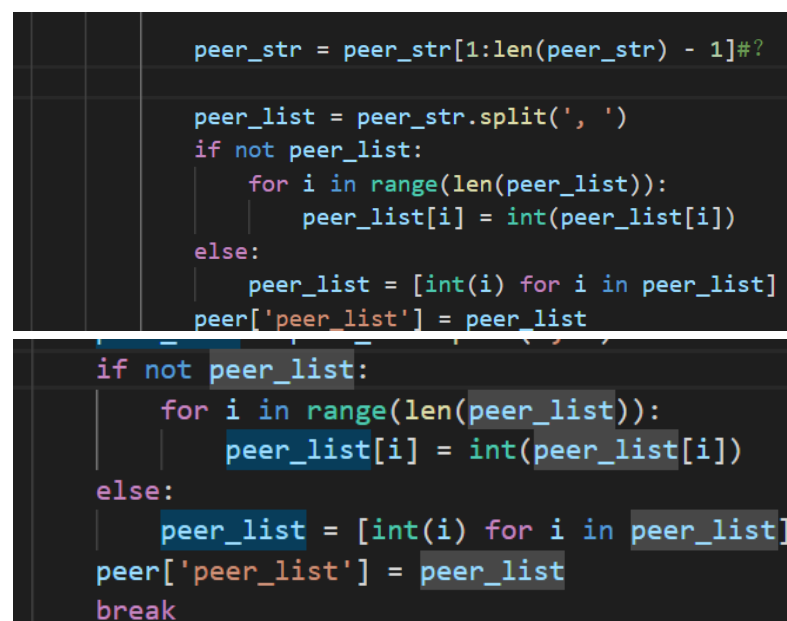 peer_str = peer_str[1:len(peer_str) - 1]#?
peer_list = peer_str.split(', ')
if not peer_list:
for i in range(len(peer_list)):
peer_list[i] = int(peer_list[i])
else:
peer_list = [int(i) for i in peer_list]
peer['peer_list'] = peer_list
if not peer_list:
for i in range(len(peer_list)):
peer_list[i] = int(peer_list[i])
else:
peer_list = [int(i) for i in peer_list]
peer['peer_list'] = peer_list
break